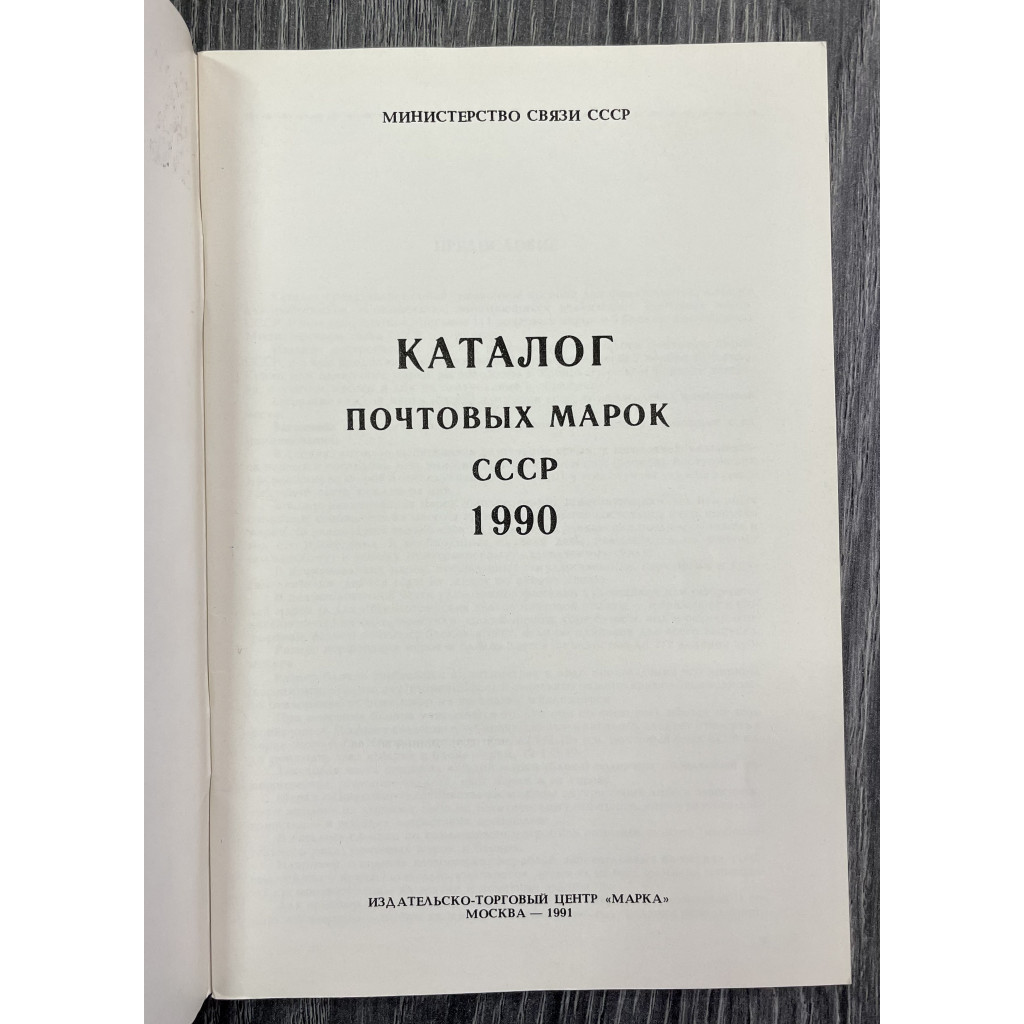 МИНИСТЕРСТВО СВЯЗИ СССР
КАТАЛОГ
ПОЧТОВЫХ МАРОК
СССР
1990
ИЗДАТЕЛЬСКО-ТОРГОВЫЙ ЦЕНТР «МАРКА»
МОСКВА — 1991